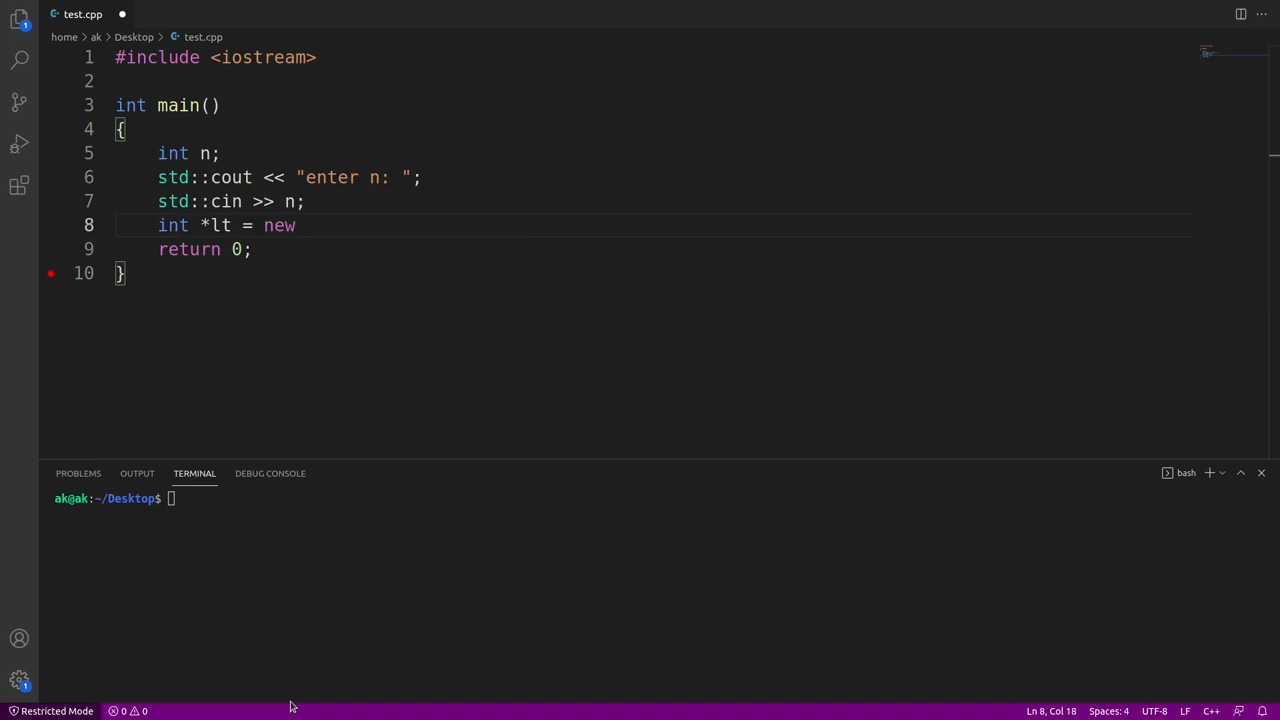 test.cpp
home > ak > Desktop > test.cpp
1 #include <iostream>
2
3 int main()
4 {
5     int n;
6     std::cout << "enter n: ";
7     std::cin >> n;
8     int *lt = new
9     return 0;
10 }
PROBLEMS OUTPUT TERMINAL DEBUG CONSOLE bash
ak@ak:~/Desktop$
1
1
Restricted Mode 0 0 Ln 8, Col 18 Spaces: 4 UTF-8 LF C++